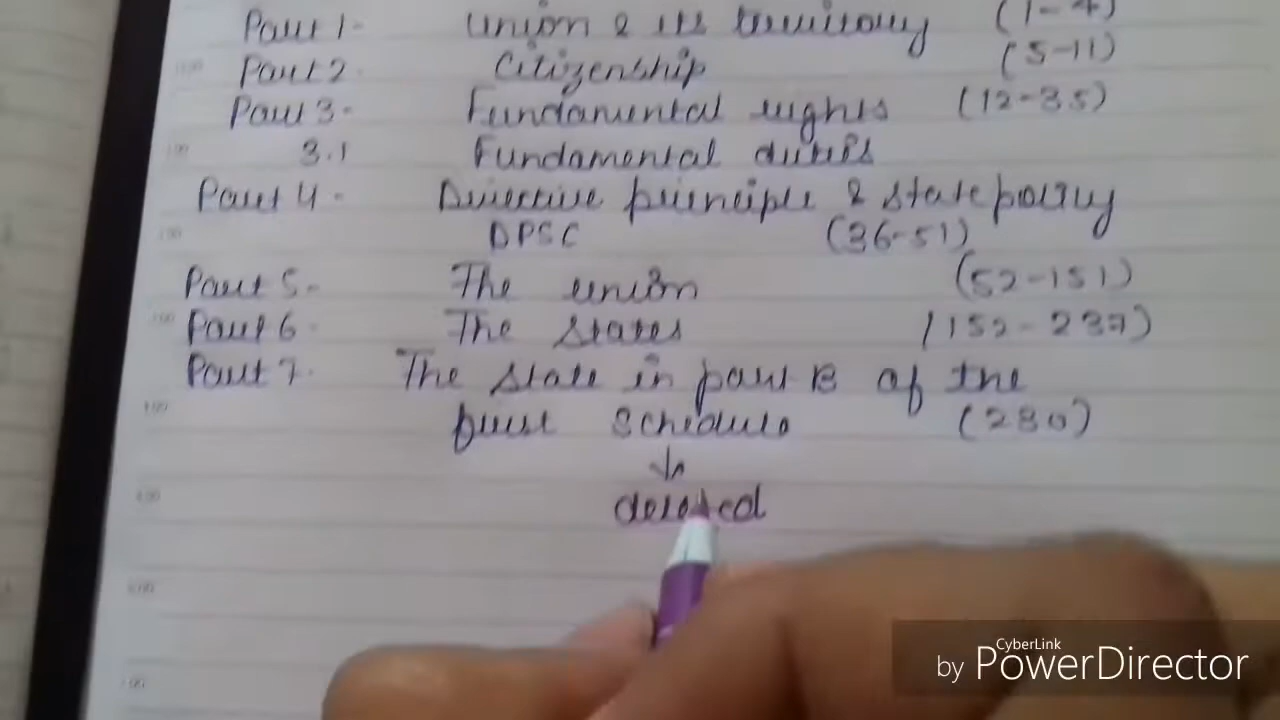 Part 1- Union & its territory (1-4)
Part 2- Citizenship (5-11)
Part 3- Fundamental rights (12-35)
3.1 Fundamental duties
Part 4- Directive principle & state policy
DPSC (36-51)
Part 5- The union (52-151)
Part 6- The states (152-237)
Part 7- The state in part B of the
first schedule (230)
deleted
CyberLink
by PowerDirector